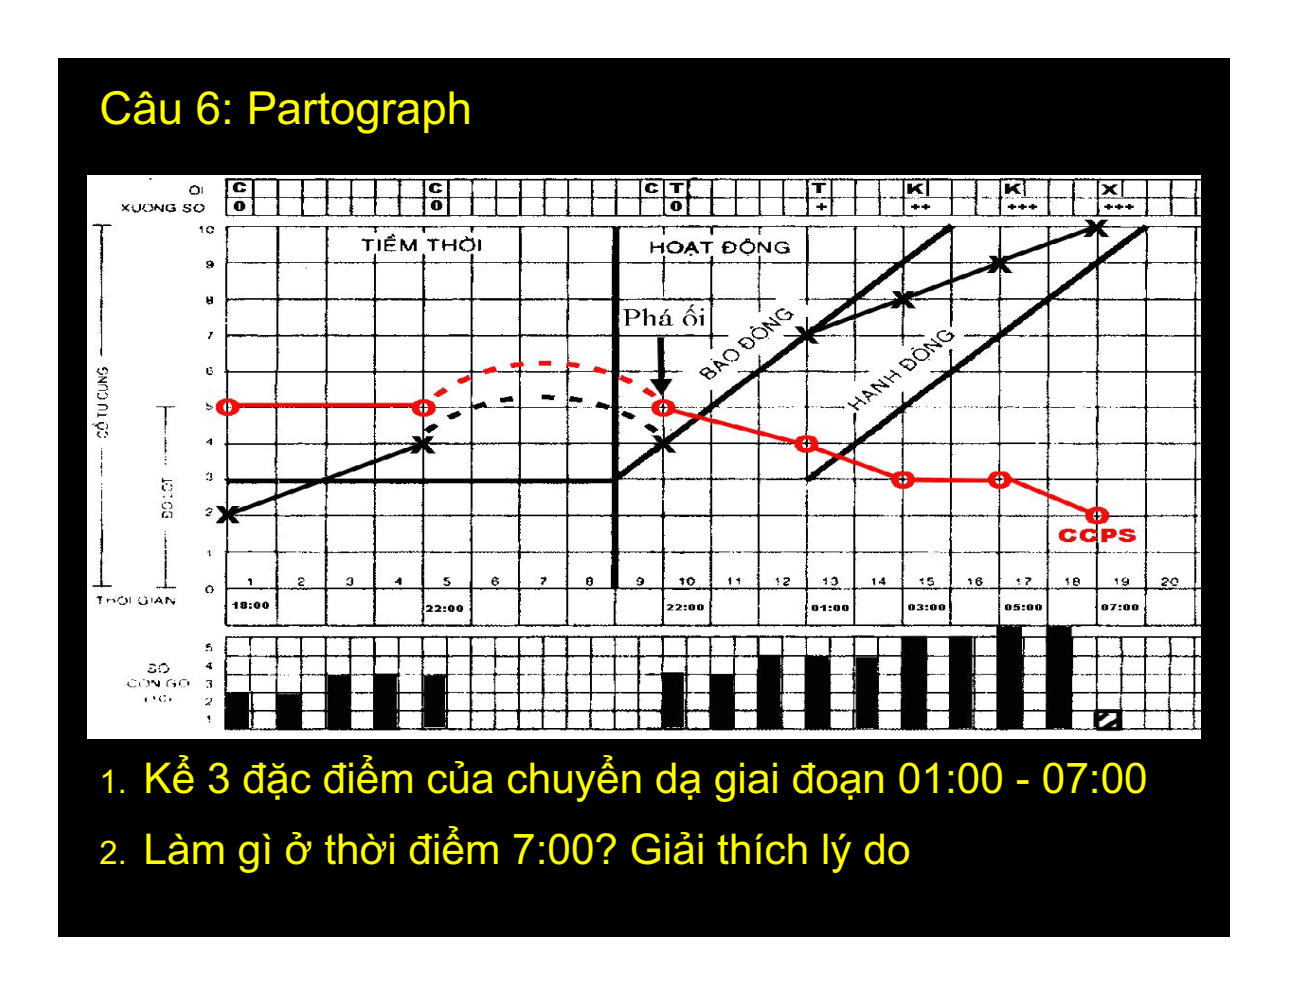 Câu 6: Partograph
ỐI C C C T T K K X
XUONG SO 0 0 0 + ++ +++ +++
10 TIỀM THỜI HOẠT ĐỘNG
9
8
Phá ối
7
BÁO ĐỘNG
6
HÀNH ĐỘNG
CỔ TỬ CUNG
5
4
3
ĐỘ LỌT
2
CCPS
1
1 2 3 4 5 6 7 8 9 10 11 12 13 14 15 16 17 18 19 20
0
THỜI GIAN 18:00 22:00 22:00 01:00 03:00 05:00 07:00
5
SỐ 4
CƠN GÒ 3
2
1
1. Kể 3 đặc điểm của chuyển dạ giai đoạn 01:00 - 07:00
2. Làm gì ở thời điểm 7:00? Giải thích lý do